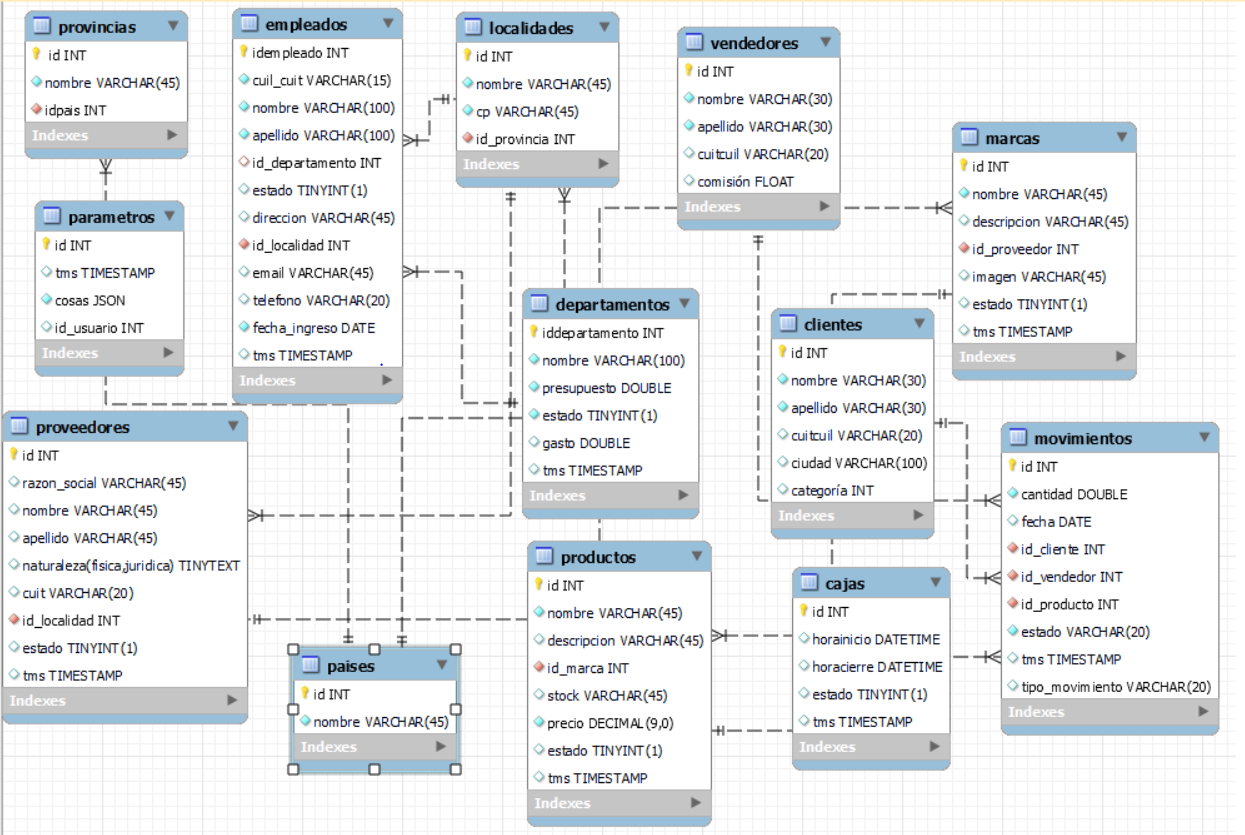 provincias
id INT
nombre VARCHAR(45)
idpais INT
Indexes
empleados
idempleado INT
cuil_cuit VARCHAR(15)
nombre VARCHAR(100)
apellido VARCHAR(100)
id_departamento INT
estado TINYINT(1)
direccion VARCHAR(45)
id_localidad INT
email VARCHAR(45)
telefono VARCHAR(20)
fecha_ingreso DATE
tms TIMESTAMP
Indexes
localidades
id INT
nombre VARCHAR(45)
cp VARCHAR(45)
id_provincia INT
Indexes
vendedores
id INT
nombre VARCHAR(30)
apellido VARCHAR(30)
cuitcuil VARCHAR(20)
comisión FLOAT
Indexes
marcas
id INT
nombre VARCHAR(45)
descripcion VARCHAR(45)
id_proveedor INT
imagen VARCHAR(45)
estado TINYINT(1)
tms TIMESTAMP
Indexes
parametros
id INT
tms TIMESTAMP
cosas JSON
id_usuario INT
Indexes
departamentos
iddepartamento INT
nombre VARCHAR(100)
presupuesto DOUBLE
estado TINYINT(1)
gasto DOUBLE
tms TIMESTAMP
Indexes
clientes
id INT
nombre VARCHAR(30)
apellido VARCHAR(30)
cuitcuil VARCHAR(20)
ciudad VARCHAR(100)
categoría INT
Indexes
proveedores
id INT
razon_social VARCHAR(45)
nombre VARCHAR(45)
apellido VARCHAR(45)
naturaleza(fisica,juridica) TINYTEXT
cuit VARCHAR(20)
id_localidad INT
estado TINYINT(1)
tms TIMESTAMP
Indexes
movimientos
id INT
cantidad DOUBLE
fecha DATE
id_cliente INT
id_vendedor INT
id_producto INT
estado VARCHAR(20)
tms TIMESTAMP
tipo_movimiento VARCHAR(20)
Indexes
paises
id INT
nombre VARCHAR(45)
Indexes
productos
id INT
nombre VARCHAR(45)
descripcion VARCHAR(45)
id_marca INT
stock VARCHAR(45)
precio DECIMAL(9,0)
estado TINYINT(1)
tms TIMESTAMP
Indexes
cajas
id INT
horainicio DATETIME
horacierre DATETIME
estado TINYINT(1)
tms TIMESTAMP
Indexes